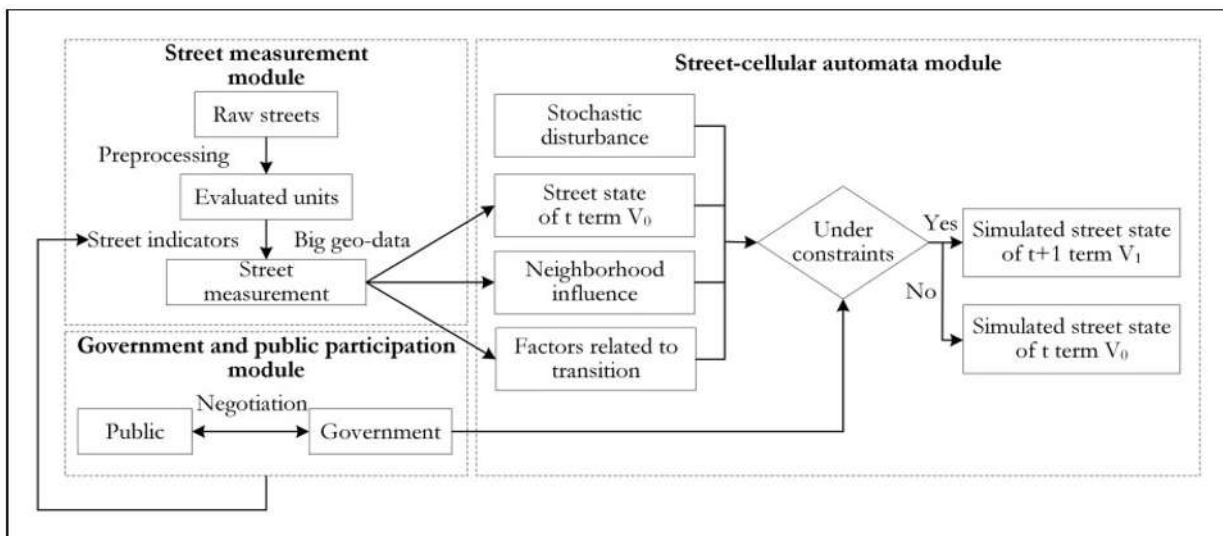 Street measurement
module
Raw streets
Preprocessing
Evaluated units
Street indicators
Big geo-data
Street
measurement
Government and public participation
module
Negotiation
Public
Government
Street-cellular automata module
Stochastic
disturbance
Street state
of t term V₀
Neighborhood
influence
Factors related to
transition
Under
constraints
Yes
No
Simulated street state
of t+1 term V₁
Simulated street state
of t term V₀